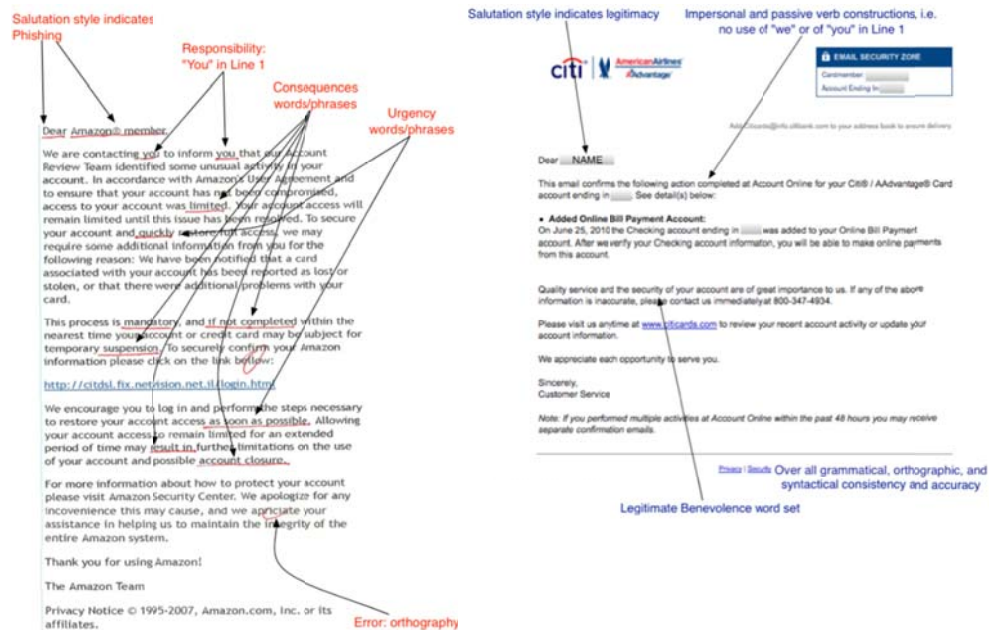 Salutation style indicates
Phishing
Responsibility:
"You" in Line 1
Consequences
words/phrases
Urgency
words/phrases
Dear Amazon® member,
We are contacting you to inform you that our Account
Review Team identified some unusual activity in your
account. In accordance with Amazon's User Agreement and
to ensure that your account has not been compromised,
access to your account was limited. Your account access will
remain limited until this issue has been resolved. To secure
your account and quickly restore full access, we may
require some additional information from you for the
following reason: We have been notified that a card
associated with your account has been reported as lost or
stolen, or that there were additional problems with your
card.
This process is mandatory, and if not completed within the
nearest time your account or credit card may be subject for
temporary suspension. To securely confirm your Amazon
information please click on the link bellow:
http://citdsl.fix.netvision.net.il/login.html
We encourage you to log in and perform the steps necessary
to restore your account access as soon as possible. Allowing
your account access to remain limited for an extended
period of time may result in further limitations on the use
of your account and possible account closure.
For more information about how to protect your account
please visit Amazon Security Center. We apologize for any
incovenience this may cause, and we apriciate your
assistance in helping us to maintain the integrity of the
entire Amazon system.
Thank you for using Amazon!
The Amazon Team
Privacy Notice © 1995-2007, Amazon.com, Inc. or its
affiliates.
Error: orthography
Salutation style indicates legitimacy
Impersonal and passive verb constructions, i.e.
no use of "we" or of "you" in Line 1
citi AmericanAirlines
AAdvantage
EMAIL SECURITY ZONE
Cardmember
Account Ending In
Add citicards@info.citibank.com to your address book to ensure delivery.
Dear NAME
This email confirms the following action completed at Account Online for your Citi® / AAdvantage® Card
account ending in . See detail(s) below:
• Added Online Bill Payment Account:
On June 25, 2010 the Checking account ending in was added to your Online Bill Payment
account. After we verify your Checking account information, you will be able to make online payments
from this account.
Quality service and the security of your account are of great importance to us. If any of the above
information is inaccurate, please contact us immediately at 800-347-4934.
Please visit us anytime at www.citicards.com to review your recent account activity or update your
account information.
We appreciate each opportunity to serve you.
Sincerely,
Customer Service
Note: If you performed multiple activities at Account Online within the past 48 hours you may receive
separate confirmation emails.
Privacy | Security
Over all grammatical, orthographic, and
syntactical consistency and accuracy
Legitimate Benevolence word set